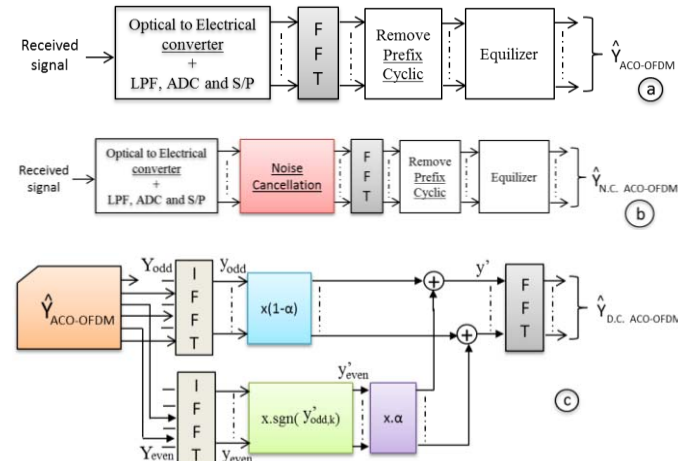 Received signal
Optical to Electrical
converter
+
LPF, ADC and S/P
F
F
T
Remove
Prefix
Cyclic
Equilizer
Ŷ ACO-OFDM
a
Received signal
Optical to Electrical
converter
+
LPF, ADC and S/P
Noise
Cancellation
F
F
T
Remove
Prefix
Cyclic
Equilizer
Ŷ N.C. ACO-OFDM
b
Ŷ ACO-OFDM
Yodd
I
F
F
T
yodd
x(1-α)
y'
F
F
T
Ŷ D.C. ACO-OFDM
Yeven
I
F
F
T
yeven
x.sgn( y'odd,k)
y'even
x.α
c